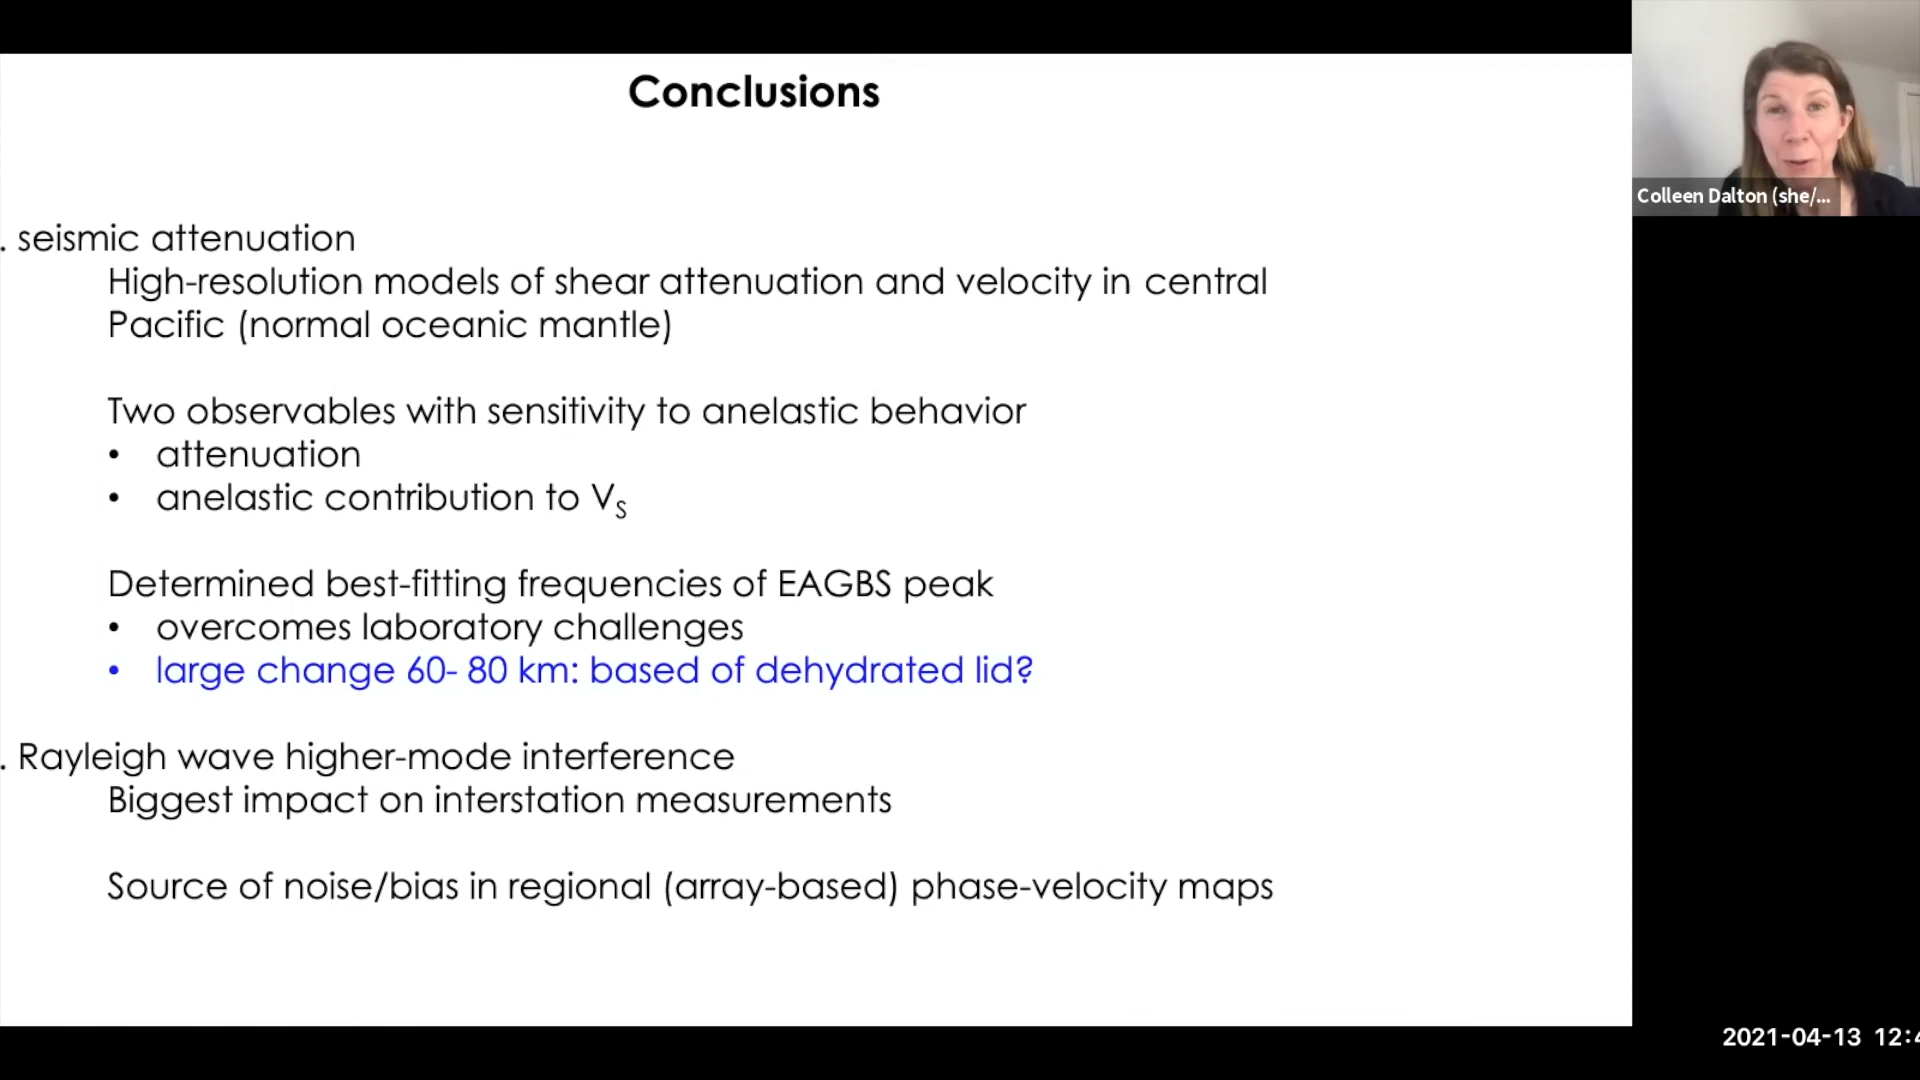 Conclusions
Colleen Dalton (she/...
. seismic attenuation
High-resolution models of shear attenuation and velocity in central
Pacific (normal oceanic mantle)
Two observables with sensitivity to anelastic behavior
• attenuation
• anelastic contribution to VS
Determined best-fitting frequencies of EAGBS peak
• overcomes laboratory challenges
• large change 60- 80 km: based of dehydrated lid?
. Rayleigh wave higher-mode interference
Biggest impact on interstation measurements
Source of noise/bias in regional (array-based) phase-velocity maps
2021-04-13 12:4